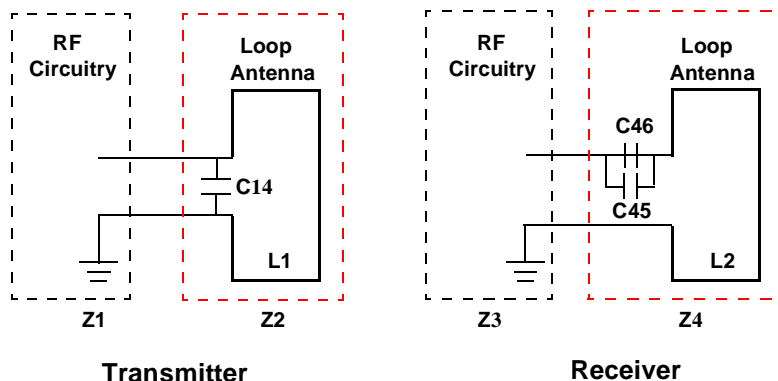 RF
Circuitry
Loop
Antenna
C14
L1
Z1
Z2
Transmitter
RF
Circuitry
Loop
Antenna
C46
C45
L2
Z3
Z4
Receiver